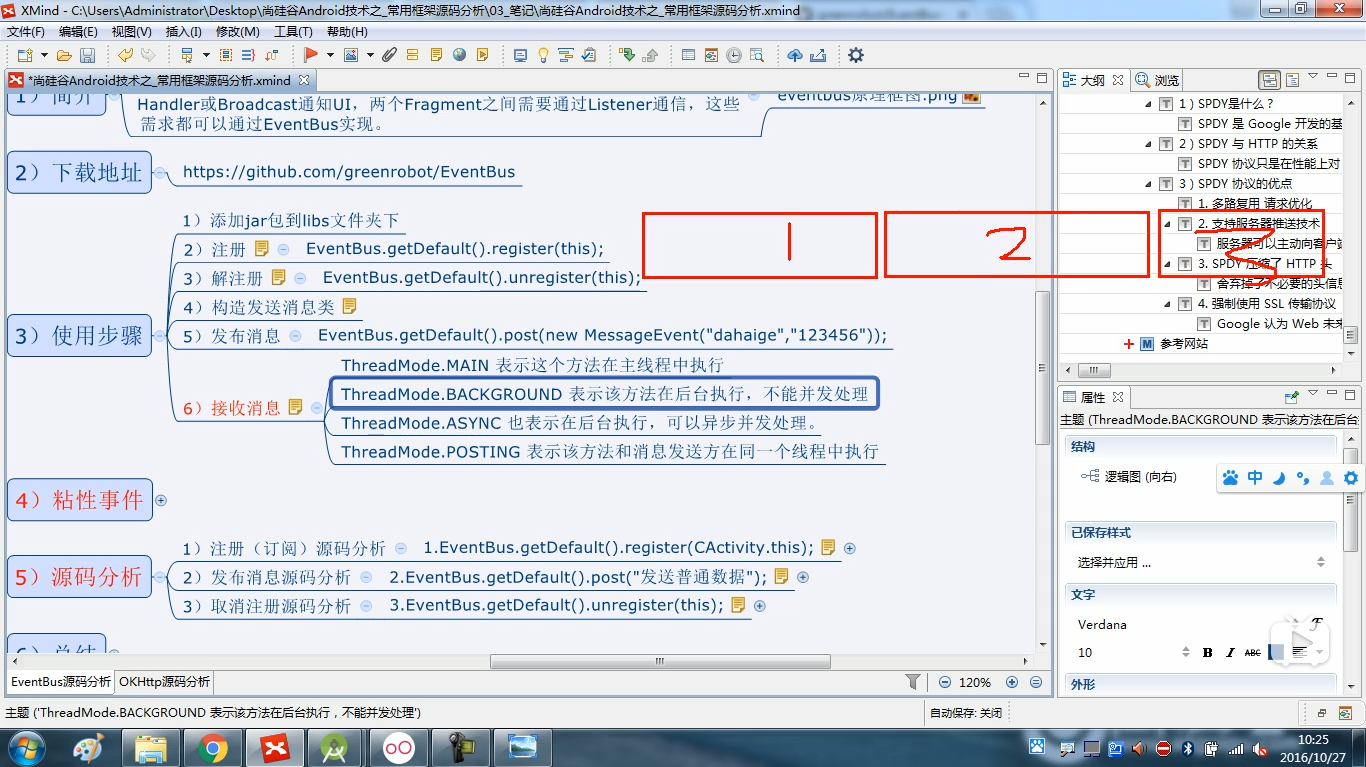 XMind - C:\Users\Administrator\Desktop\尚硅谷Android技术之_常用框架源码分析\03_笔记\尚硅谷Android技术之_常用框架源码分析.xmind
文件(F) 编辑(E) 视图(V) 插入(I) 修改(M) 工具(T) 帮助(H)
*尚硅谷Android技术之_常用框架源码分析.xmind
1）简介
Handler或Broadcast通知UI，两个Fragment之间需要通过Listener通信，这些
需求都可以通过EventBus实现。
eventbus原理框图.png
2）下载地址
https://github.com/greenrobot/EventBus
3）使用步骤
1）添加jar包到libs文件夹下
2）注册 EventBus.getDefault().register(this);
3）解注册 EventBus.getDefault().unregister(this);
4）构造发送消息类
5）发布消息 EventBus.getDefault().post(new MessageEvent("dahaige","123456"));
6）接收消息
ThreadMode.MAIN 表示这个方法在主线程中执行
ThreadMode.BACKGROUND 表示该方法在后台执行，不能并发处理
ThreadMode.ASYNC 也表示在后台执行，可以异步并发处理。
ThreadMode.POSTING 表示该方法和消息发送方在同一个线程中执行
4）粘性事件
5）源码分析
1）注册（订阅）源码分析 1.EventBus.getDefault().register(CActivity.this);
2）发布消息源码分析 2.EventBus.getDefault().post("发送普通数据");
3）取消注册源码分析 3.EventBus.getDefault().unregister(this);
6）总结
1 2 3
EventBus源码分析 OKHttp源码分析
120%
大纲 浏览
1）SPDY是什么？
SPDY 是 Google 开发的基
2）SPDY 与 HTTP 的关系
SPDY 协议只是在性能上对
3）SPDY 协议的优点
1. 多路复用 请求优化
2. 支持服务器推送技术
服务器可以主动向客户端
3. SPDY 压缩了 HTTP 头
舍弃掉了不必要的头信息
4. 强制使用 SSL 传输协议
Google 认为 Web 未来
参考网站
属性
主题 (ThreadMode.BACKGROUND 表示该方法在后台
结构
逻辑图 (向右)
中
已保存样式
选择并应用 ...
文字
Verdana
10
B I ABC
外形
主题 ('ThreadMode.BACKGROUND 表示该方法在后台执行，不能并发处理')
自动保存: 关闭
10:25
2016/10/27